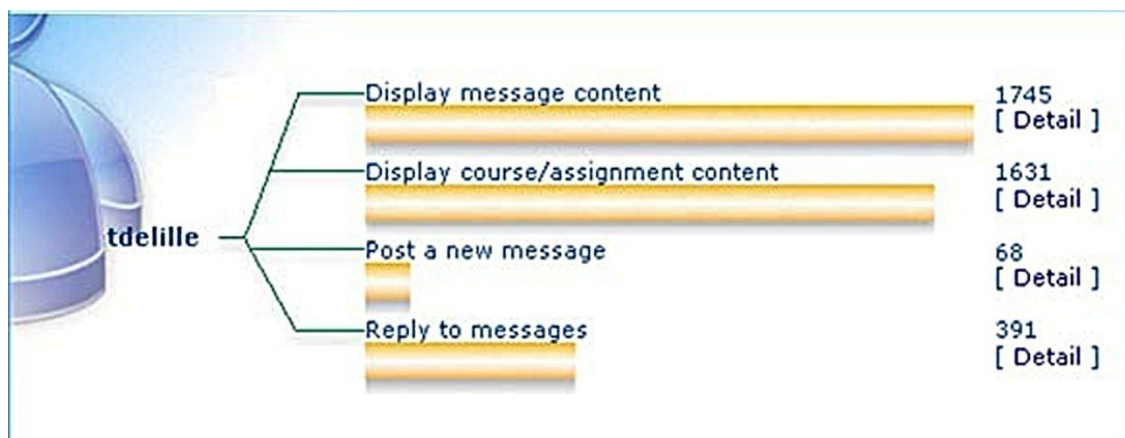 Display message content 1745
[ Detail ]
Display course/assignment content 1631
[ Detail ]
tdelille
Post a new message 68
[ Detail ]
Reply to messages 391
[ Detail ]